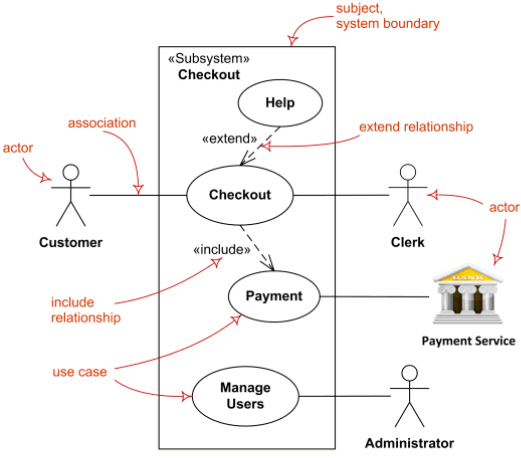 subject,
system boundary
«Subsystem»
Checkout
Help
association
«extend»
extend relationship
actor
Checkout
actor
Customer
Clerk
«include»
include
relationship
Payment
BANK
Payment Service
use case
Manage
Users
Administrator